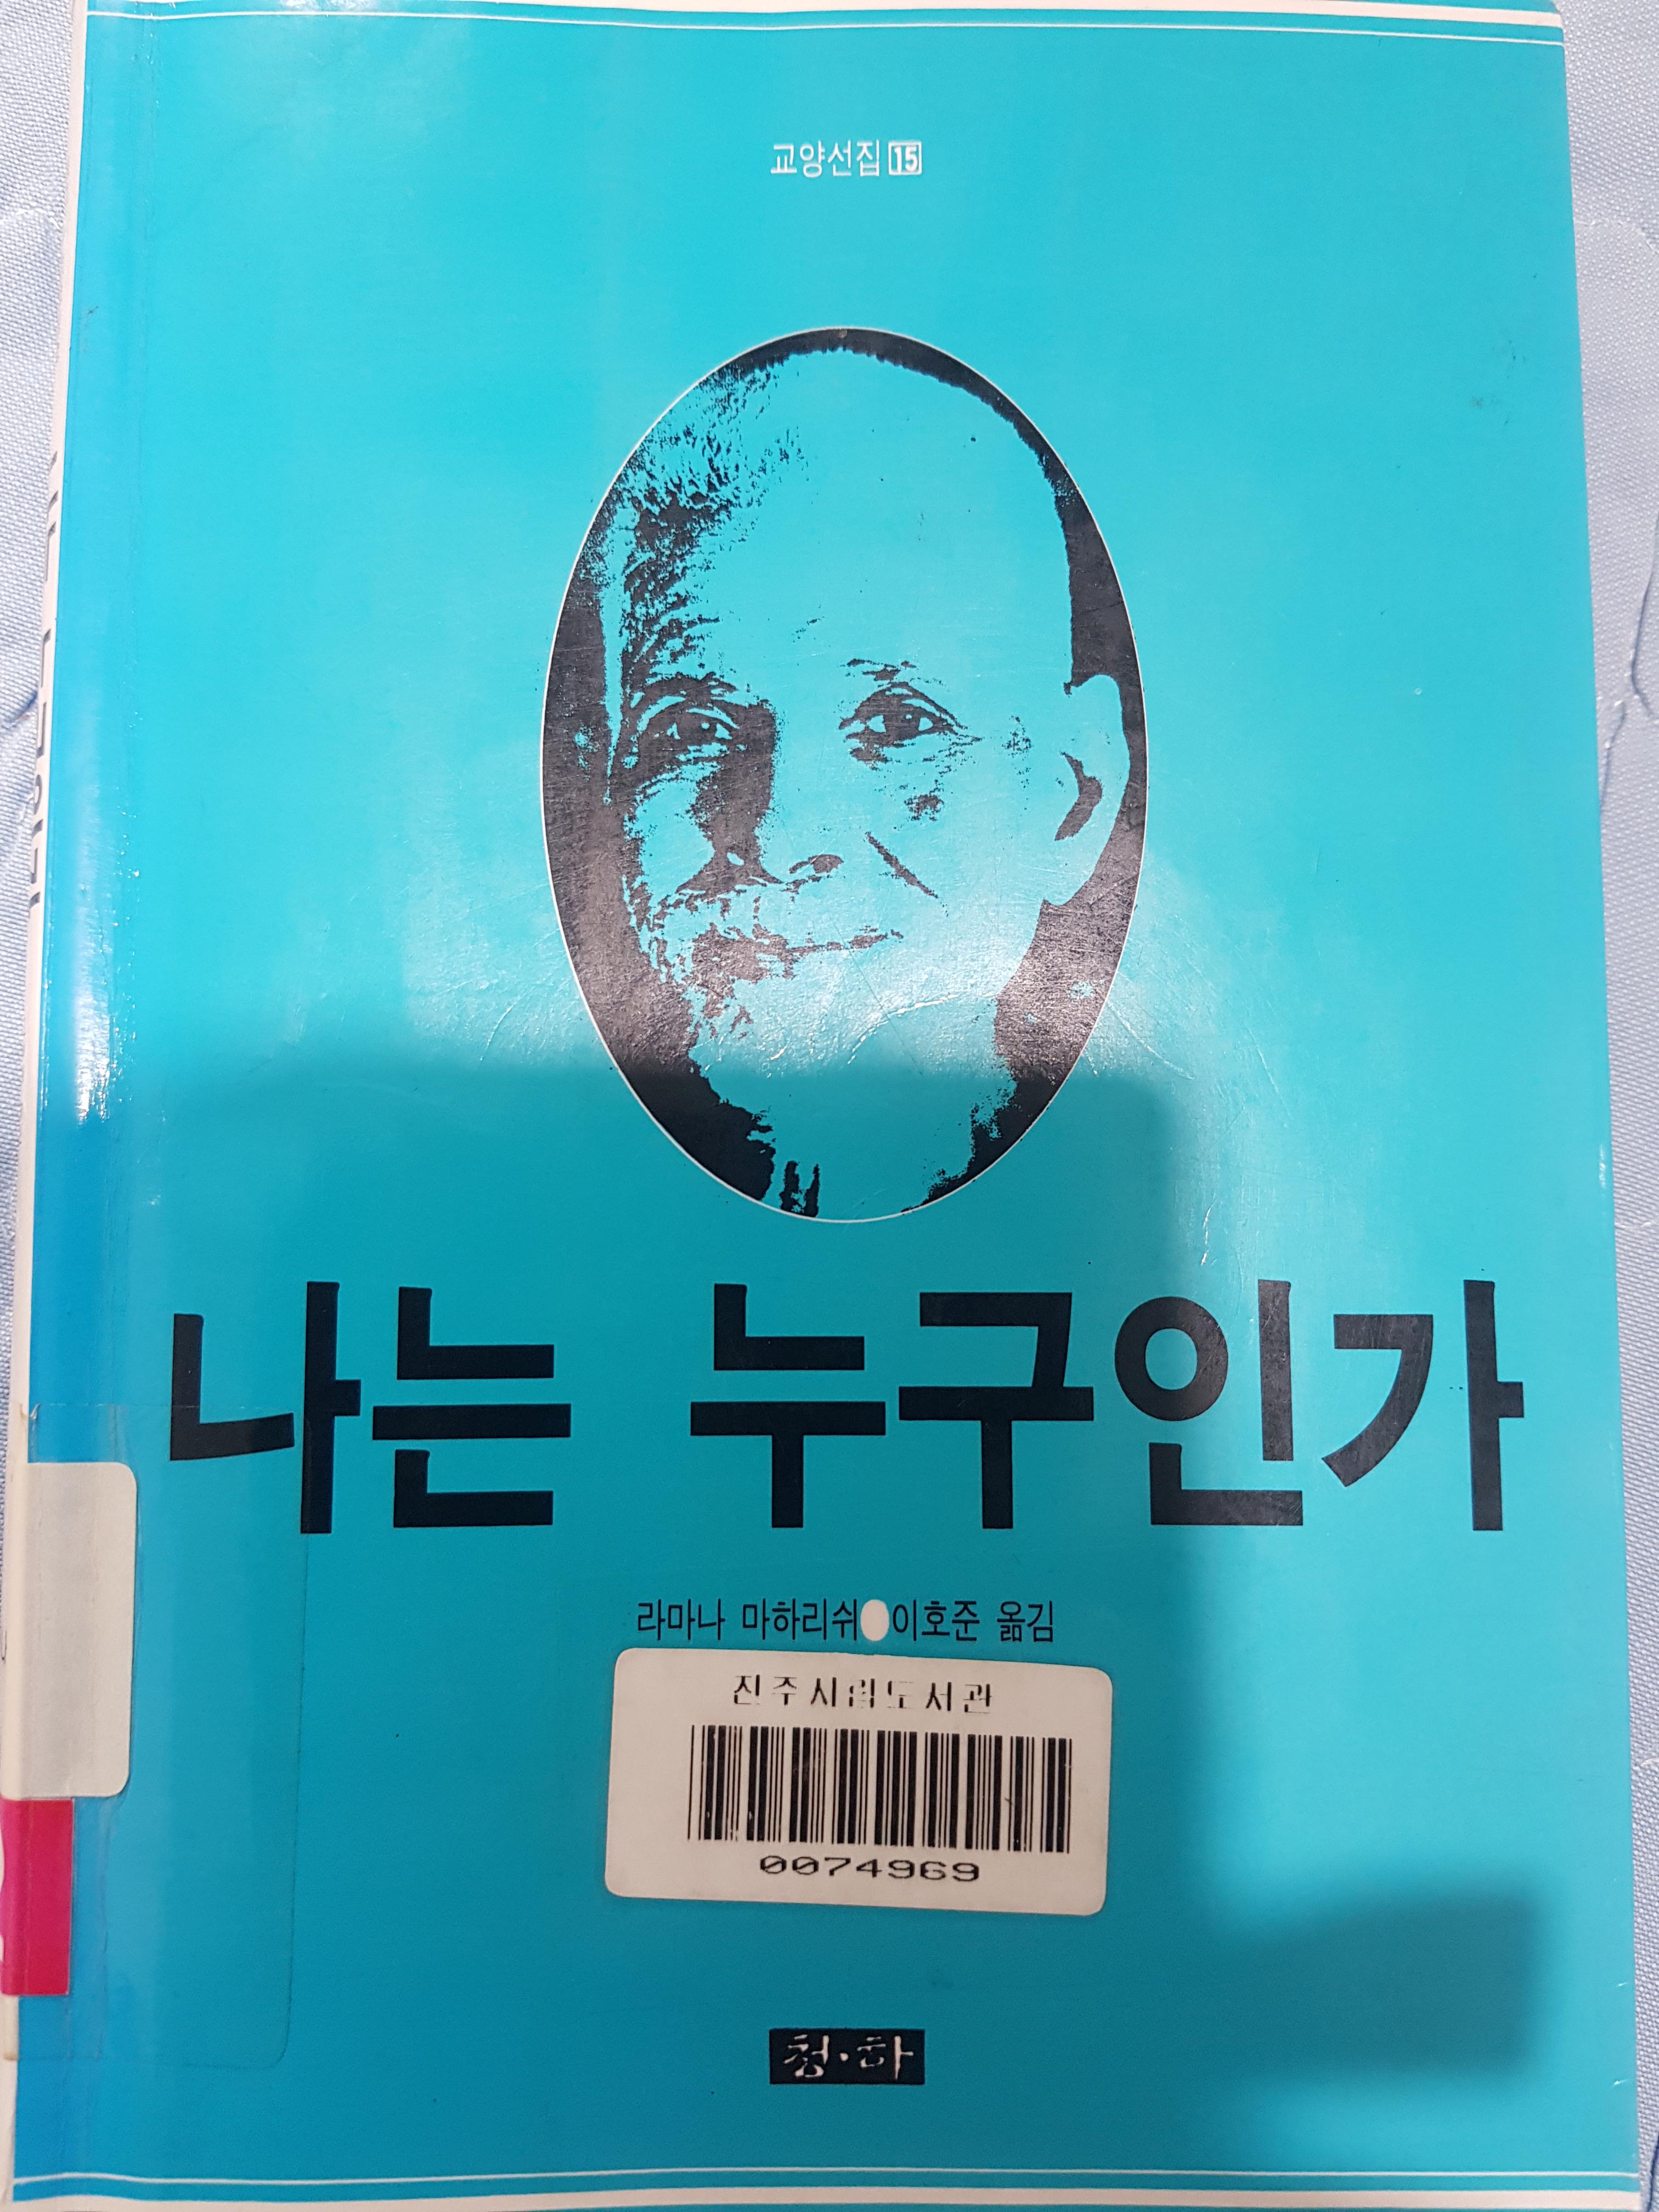 교양선집 15
나는 누구인가
라마나 마하리쉬 이호준 옮김
진주시립도서관
0074969
청·하